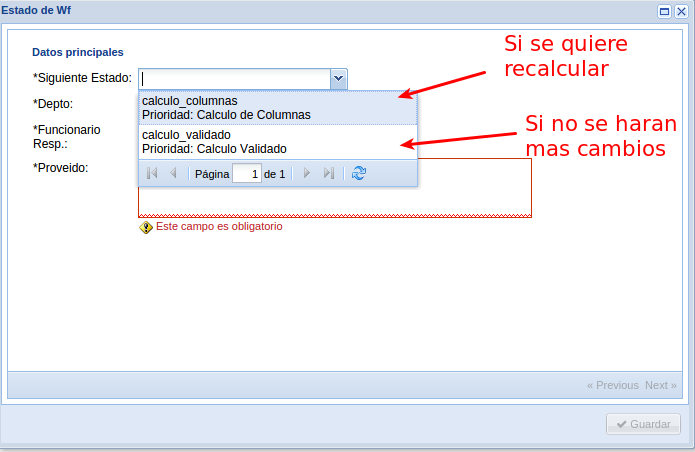 Estado de Wf
Datos principales
Si se quiere
recalcular
*Siguiente Estado:
*Depto:
calculo_columnas
Prioridad: Calculo de Columnas
*Funcionario
Resp.:
calculo_validado
Prioridad: Calculo Validado
Si no se haran
mas cambios
*Proveido:
Página 1 de 1
Este campo es obligatorio
« Previous Next »
Guardar